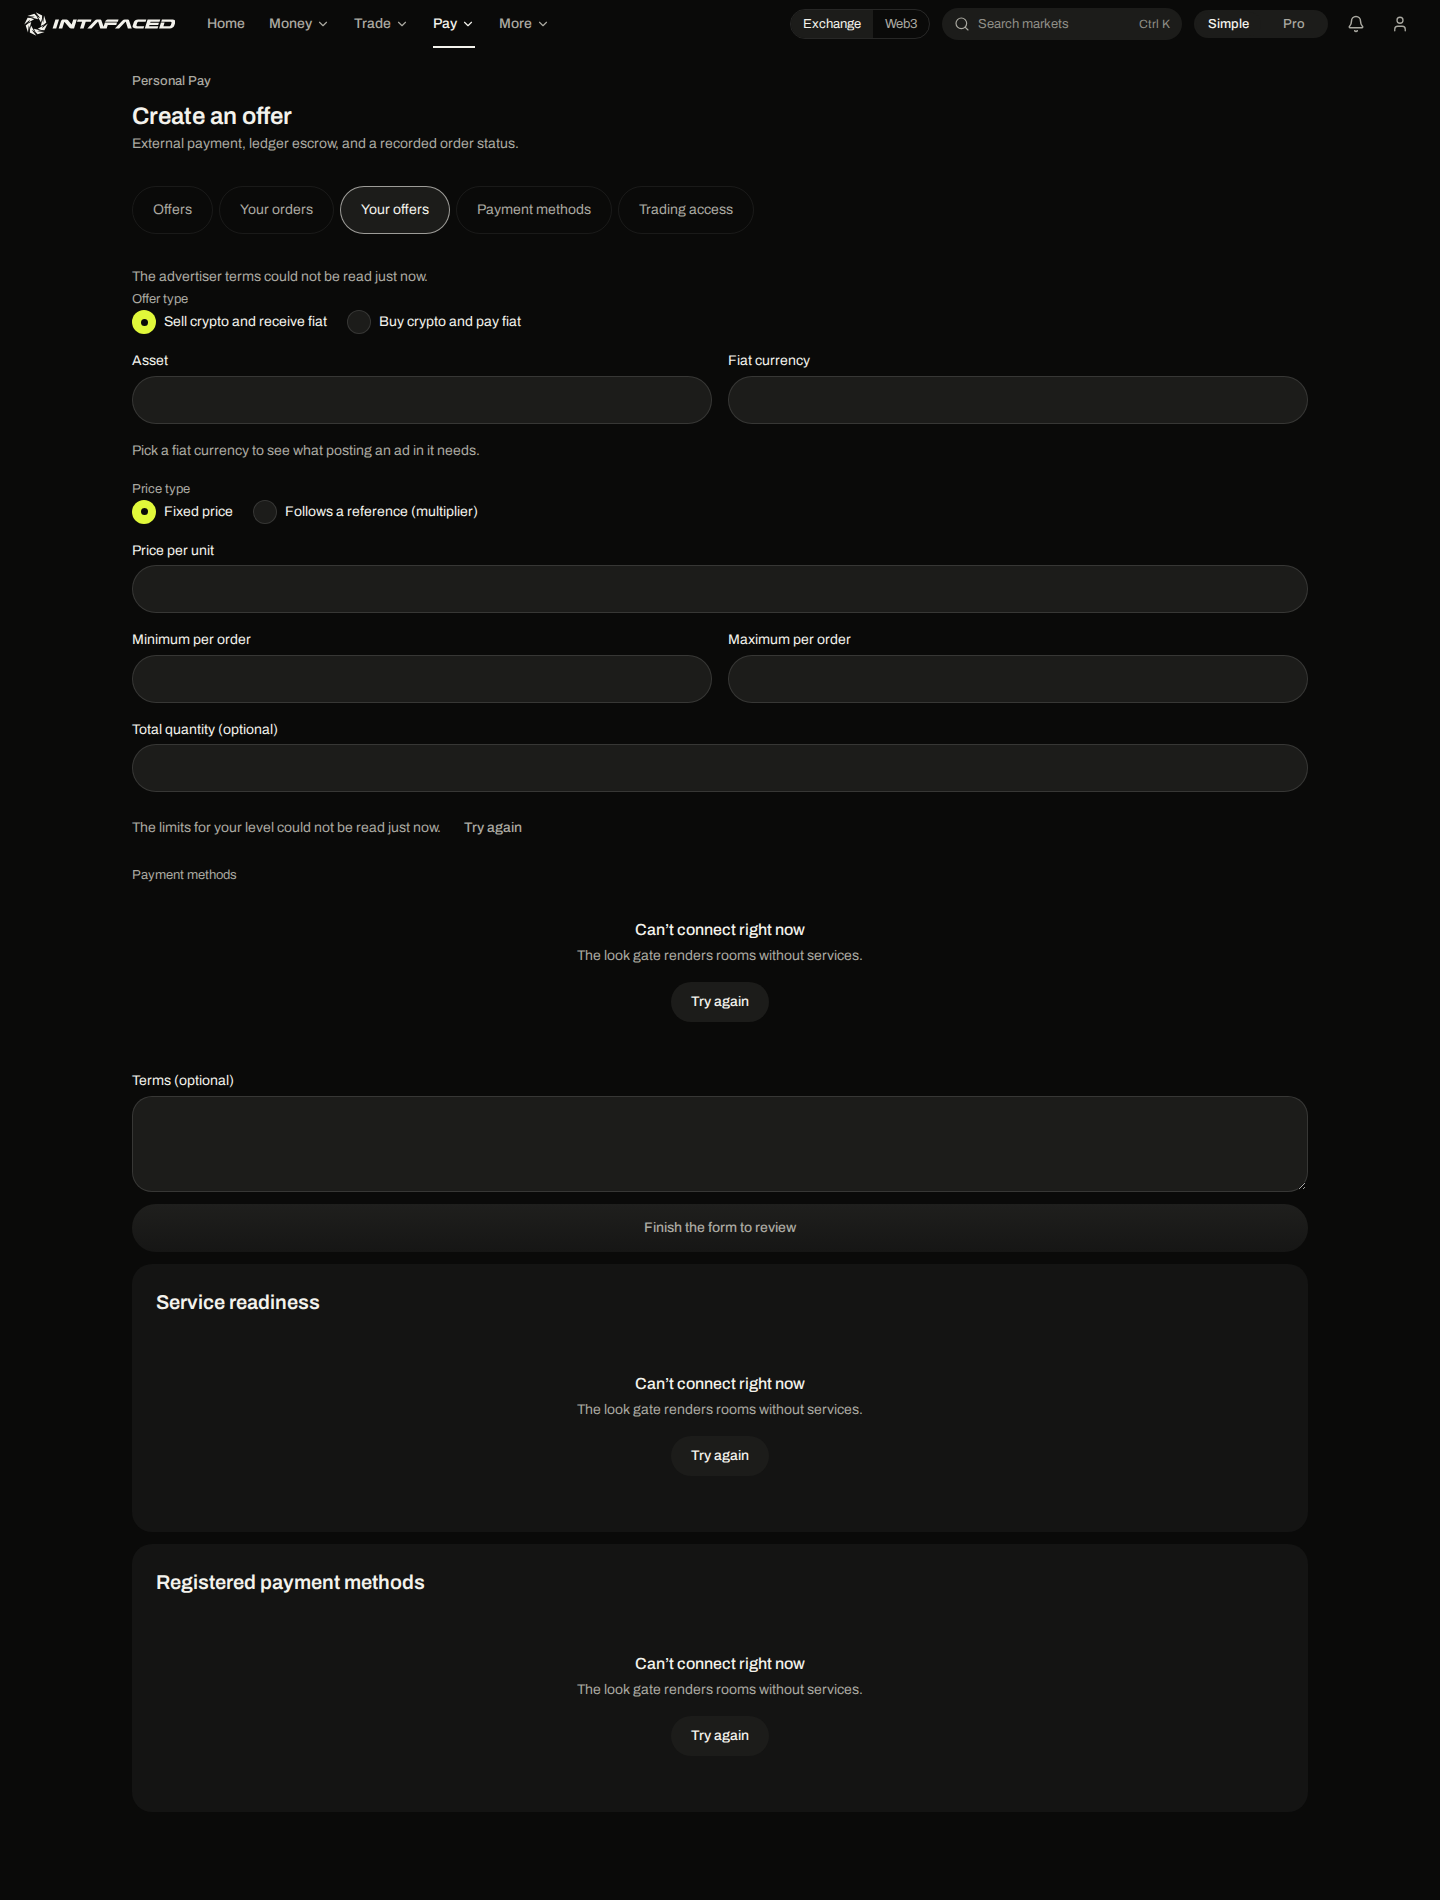 INTAFACED
Home
Money
Trade
Pay
More
Exchange
Web3
Search markets
Ctrl K
Simple
Pro
Personal Pay
Create an offer
External payment, ledger escrow, and a recorded order status.
Offers
Your orders
Your offers
Payment methods
Trading access
The advertiser terms could not be read just now.
Offer type
Sell crypto and receive fiat
Buy crypto and pay fiat
Asset
Fiat currency
Pick a fiat currency to see what posting an ad in it needs.
Price type
Fixed price
Follows a reference (multiplier)
Price per unit
Minimum per order
Maximum per order
Total quantity (optional)
The limits for your level could not be read just now.
Try again
Payment methods
Can’t connect right now
The look gate renders rooms without services.
Try again
Terms (optional)
Finish the form to review
Service readiness
Can’t connect right now
The look gate renders rooms without services.
Try again
Registered payment methods
Can’t connect right now
The look gate renders rooms without services.
Try again